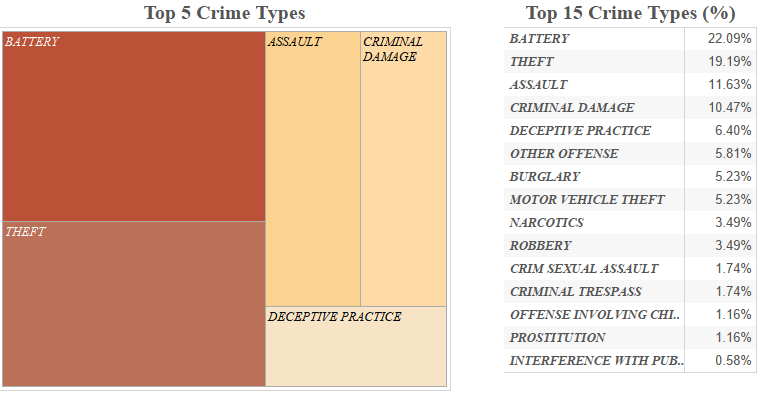 Top 5 Crime Types
BATTERY
ASSAULT
CRIMINAL
DAMAGE
THEFT
DECEPTIVE PRACTICE
Top 15 Crime Types (%)
BATTERY 22.09%
THEFT 19.19%
ASSAULT 11.63%
CRIMINAL DAMAGE 10.47%
DECEPTIVE PRACTICE 6.40%
OTHER OFFENSE 5.81%
BURGLARY 5.23%
MOTOR VEHICLE THEFT 5.23%
NARCOTICS 3.49%
ROBBERY 3.49%
CRIM SEXUAL ASSAULT 1.74%
CRIMINAL TRESPASS 1.74%
OFFENSE INVOLVING CHI.. 1.16%
PROSTITUTION 1.16%
INTERFERENCE WITH PUB.. 0.58%